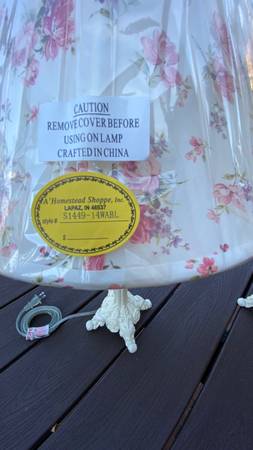 CAUTION
REMOVE COVER BEFORE
USING ON LAMP
CRAFTED IN CHINA
A'Homestead Shoppe, Inc.
LAPAZ, IN 46537
Style # S1449-14WABL
$